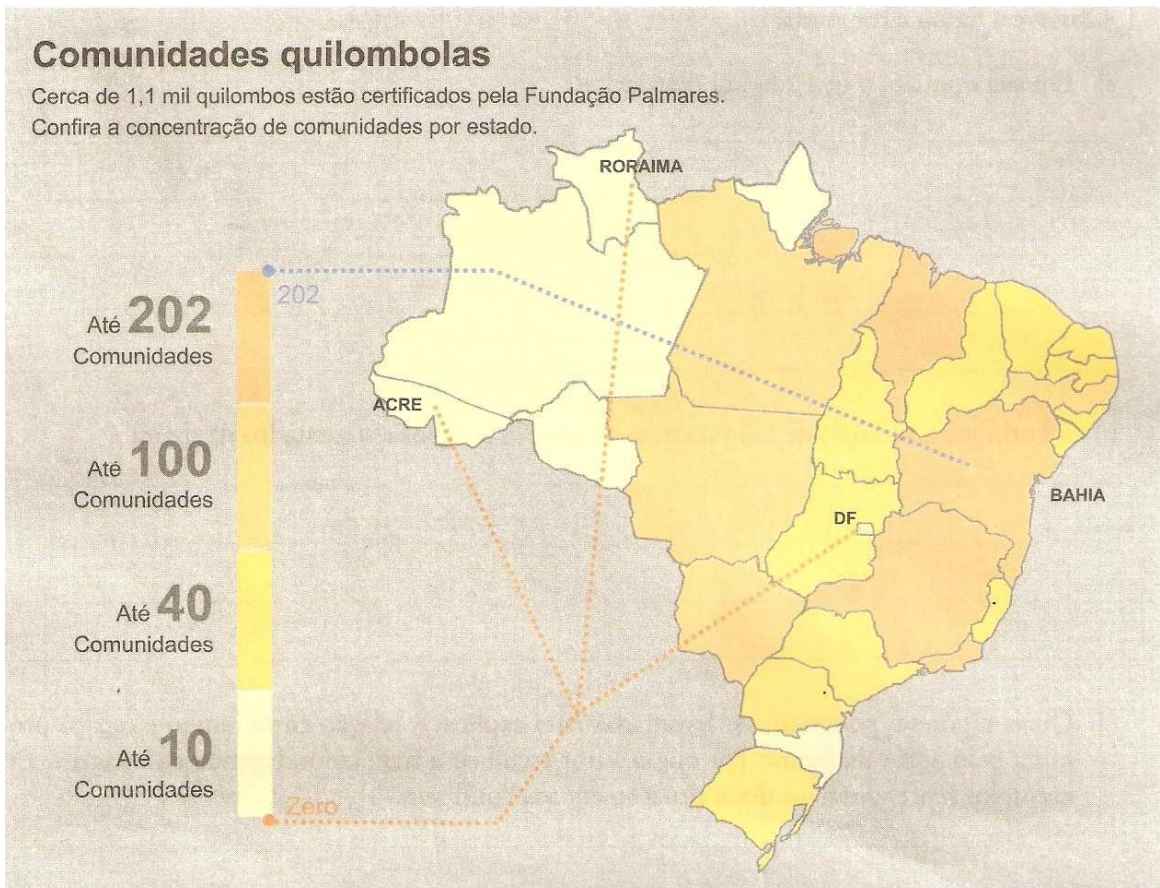 Comunidades quilombolas
Cerca de 1,1 mil quilombos estão certificados pela Fundação Palmares.
Confira a concentração de comunidades por estado.
RORAIMA
202
Até 202
Comunidades
ACRE
Até 100
Comunidades
BAHIA
DF
Até 40
Comunidades
Até 10
Comunidades
Zero